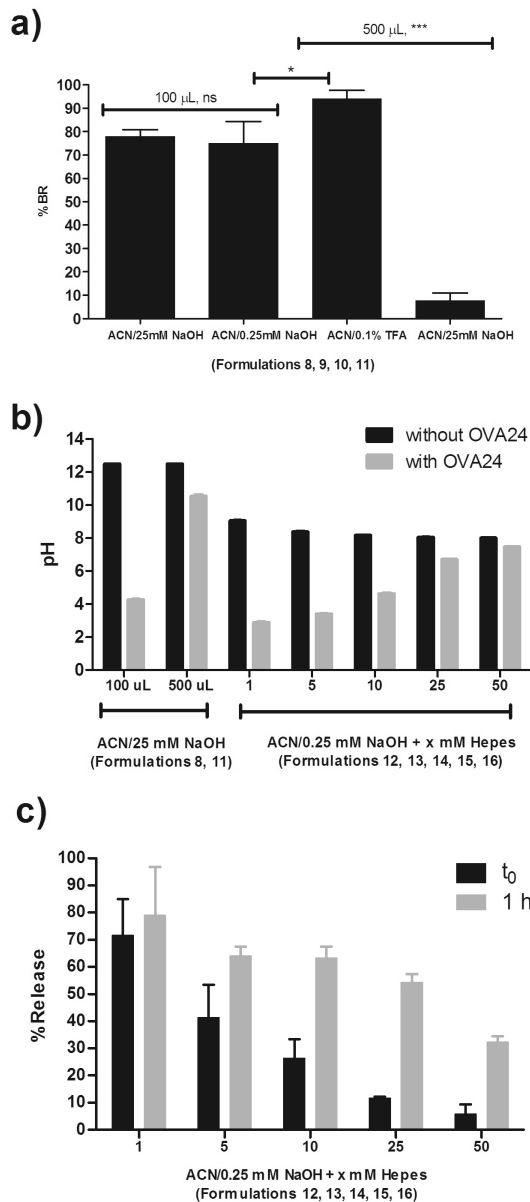 a)
500 µL, ***
*
100 µL, ns
100
90
80
70
60
50
40
30
20
10
0
%BR
ACN/25mM NaOH ACN/0.25mM NaOH ACN/0.1% TFA ACN/25mM NaOH
(Formulations 8, 9, 10, 11)
b)
without OVA24
with OVA24
14
12
10
8
6
4
2
0
pH
100 uL 500 uL 1 5 10 25 50
ACN/25 mM NaOH ACN/0.25 mM NaOH + x mM Hepes
(Formulations 8, 11) (Formulations 12, 13, 14, 15, 16)
c)
t0
1 h
100
90
80
70
60
50
40
30
20
10
0
%Release
1 5 10 25 50
ACN/0.25 mM NaOH + x mM Hepes
(Formulations 12, 13, 14, 15, 16)